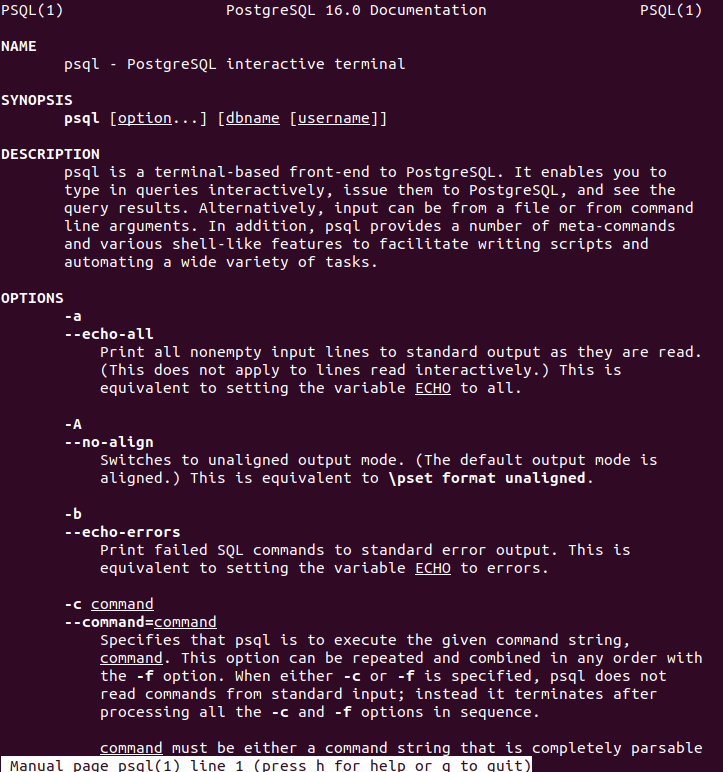 PSQL(1) PostgreSQL 16.0 Documentation PSQL(1)
NAME
psql - PostgreSQL interactive terminal
SYNOPSIS
psql [option...] [dbname [username]]
DESCRIPTION
psql is a terminal-based front-end to PostgreSQL. It enables you to
type in queries interactively, issue them to PostgreSQL, and see the
query results. Alternatively, input can be from a file or from command
line arguments. In addition, psql provides a number of meta-commands
and various shell-like features to facilitate writing scripts and
automating a wide variety of tasks.
OPTIONS
-a
--echo-all
Print all nonempty input lines to standard output as they are read.
(This does not apply to lines read interactively.) This is
equivalent to setting the variable ECHO to all.
-A
--no-align
Switches to unaligned output mode. (The default output mode is
aligned.) This is equivalent to \pset format unaligned.
-b
--echo-errors
Print failed SQL commands to standard error output. This is
equivalent to setting the variable ECHO to errors.
-c command
--command=command
Specifies that psql is to execute the given command string,
command. This option can be repeated and combined in any order with
the -f option. When either -c or -f is specified, psql does not
read commands from standard input; instead it terminates after
processing all the -c and -f options in sequence.
command must be either a command string that is completely parsable
Manual page psql(1) line 1 (press h for help or q to quit)